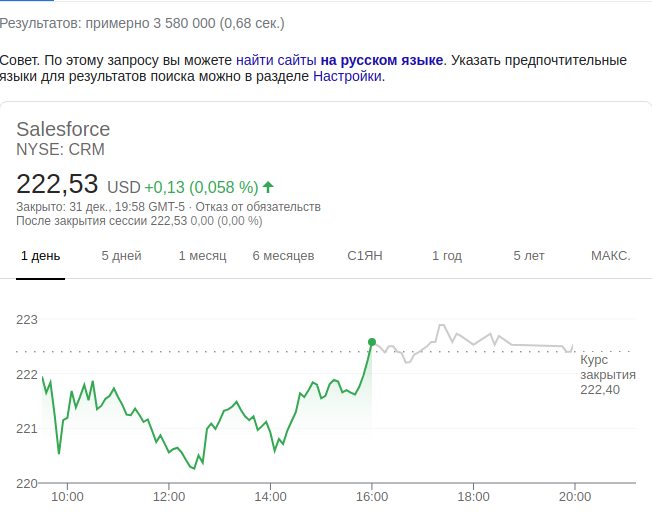 Результатов: примерно 3 580 000 (0,68 сек.)
Совет. По этому запросу вы можете найти сайты на русском языке. Указать предпочтительные
языки для результатов поиска можно в разделе Настройки.
Salesforce
NYSE: CRM
222,53 USD +0,13 (0,058 %)
Закрыто: 31 дек., 19:58 GMT-5 · Отказ от обязательств
После закрытия сессии 222,53 0,00 (0,00 %)
1 день 5 дней 1 месяц 6 месяцев С1ЯН 1 год 5 лет МАКС.
223
Курс
закрытия
222,40
222
221
220
10:00 12:00 14:00 16:00 18:00 20:00